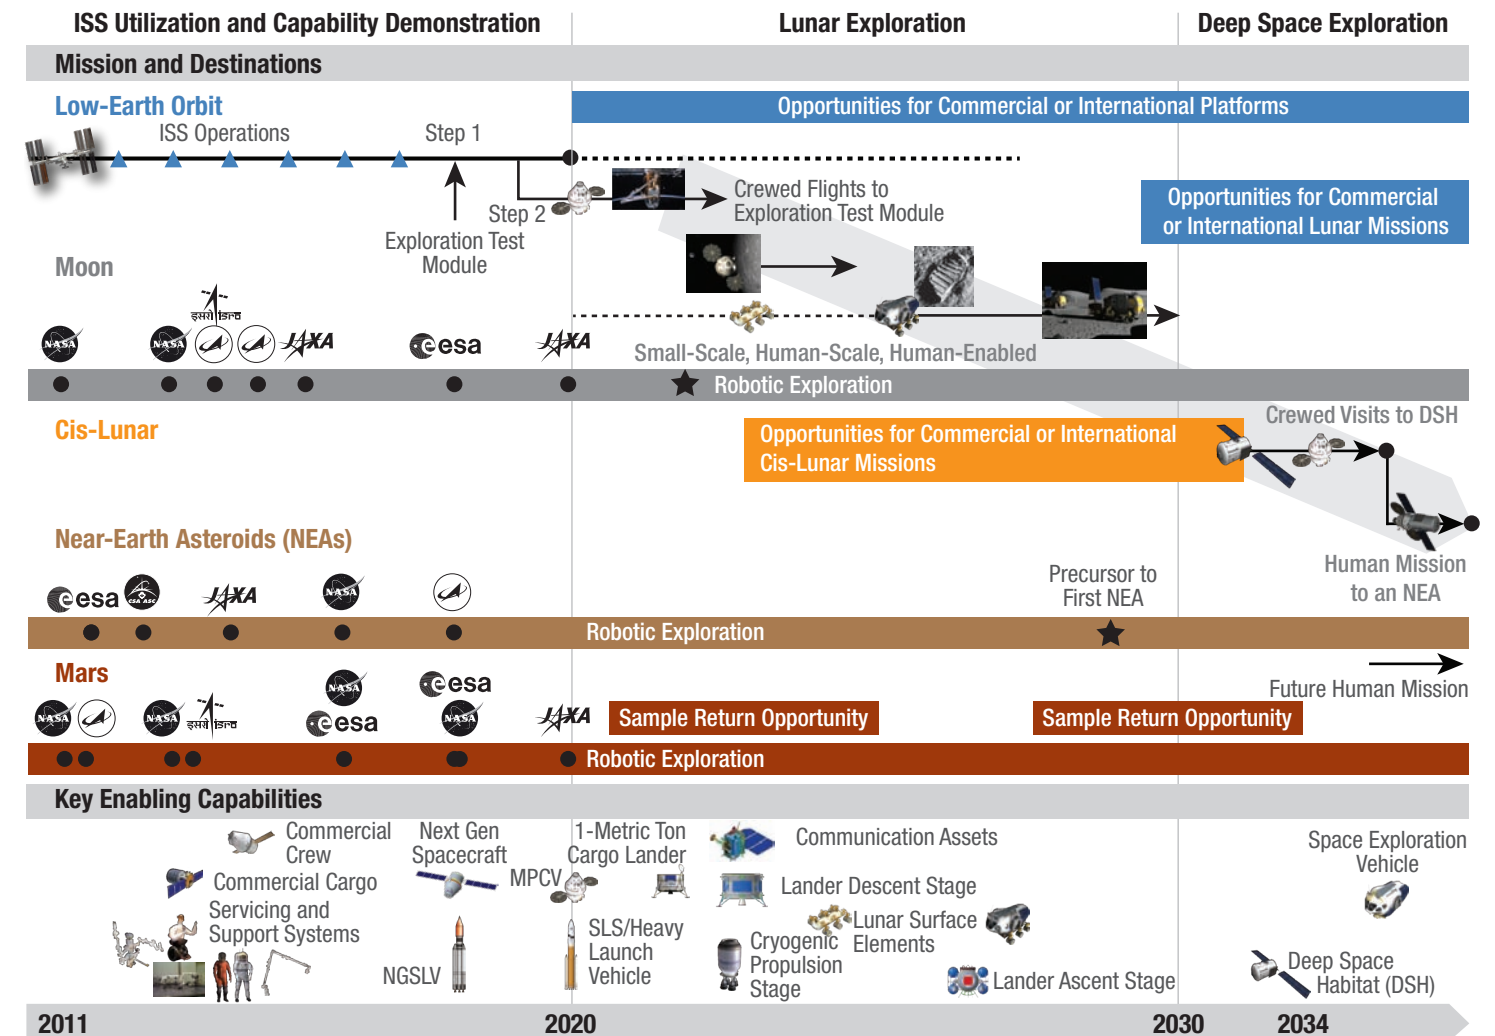 ISS Utilization and Capability Demonstration
Lunar Exploration
Deep Space Exploration
Mission and Destinations
Low-Earth Orbit
Opportunities for Commercial or International Platforms
ISS Operations
Step 1
Step 2
Crewed Flights to
Exploration Test Module
Opportunities for Commercial
or International Lunar Missions
Exploration Test
Module
Moon
इसरो isro
NASA
NASA
JAXA
esa
JAXA
Small-Scale, Human-Scale, Human-Enabled
Robotic Exploration
Cis-Lunar
Opportunities for Commercial or International
Cis-Lunar Missions
Crewed Visits to DSH
Near-Earth Asteroids (NEAs)
Human Mission
to an NEA
Precursor to
First NEA
esa
CSA ASC
JAXA
NASA
Robotic Exploration
Mars
Future Human Mission
NASA
esa
NASA
NASA
इसरो isro
esa
NASA
JAXA
Sample Return Opportunity
Sample Return Opportunity
Robotic Exploration
Key Enabling Capabilities
Commercial
Crew
Next Gen
Spacecraft
1-Metric Ton
Cargo Lander
Communication Assets
Space Exploration
Vehicle
Commercial Cargo
MPCV
Lander Descent Stage
Servicing and
Support Systems
SLS/Heavy
Launch
Vehicle
Lunar Surface
Elements
NGSLV
Cryogenic
Propulsion
Stage
Lander Ascent Stage
Deep Space
Habitat (DSH)
2011
2020
2030
2034